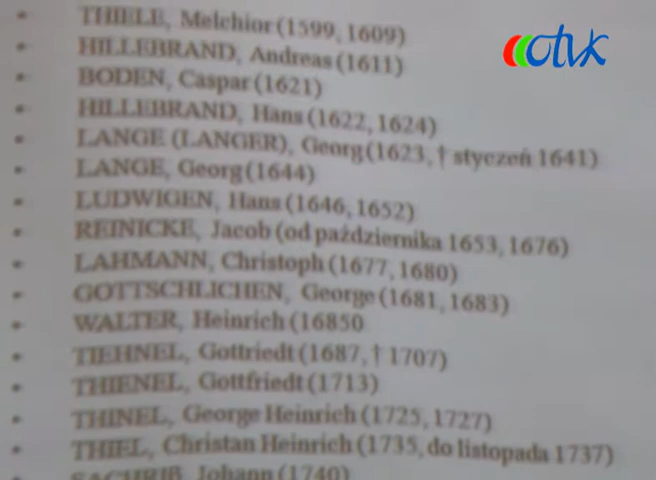 otvk
• THIELE, Melchior (1599, 1609)
• HILLEBRAND, Andreas (1611)
• BODEN, Caspar (1621)
• HILLEBRAND, Hans (1622, 1624)
• LANGE (LANGER), Georg (1623, † styczeń 1641)
• LANGE, Georg (1644)
• LUDWIGEN, Hans (1646, 1652)
• REINICKE, Jacob (od października 1653, 1676)
• LAHMANN, Christoph (1677, 1680)
• GOTTSCHLICHEN, George (1681, 1683)
• WALTER, Heinrich (16850
• TIEHNEL, Gottriedt (1687, † 1707)
• THIENEL, Gottfriedt (1713)
• THINEL, George Heinrich (1725, 1727)
• THIEL, Christan Heinrich (1735, do listopada 1737)
SACHRIß, Johann (1740)